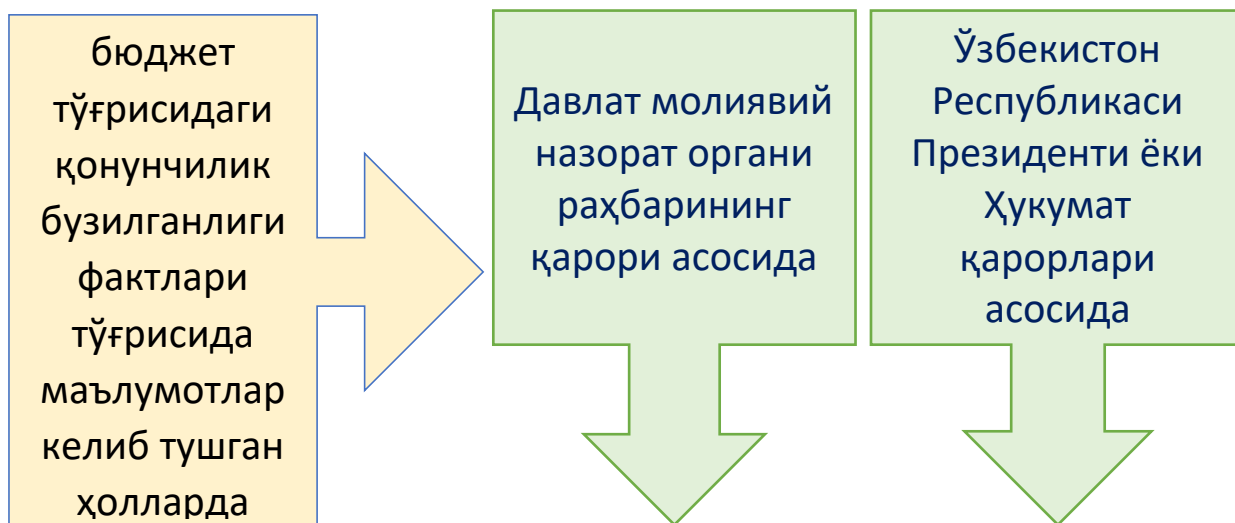 бюджет
тўғрисидаги
қонунчилик
бузилганлиги
фактлари
тўғрисида
маълумотлар
келиб тушган
ҳолларда
Давлат молиявий
назорат органи
раҳбарининг
қарори асосида
Ўзбекистон
Республикаси
Президенти ёки
Ҳукумат
қарорлари
асосида